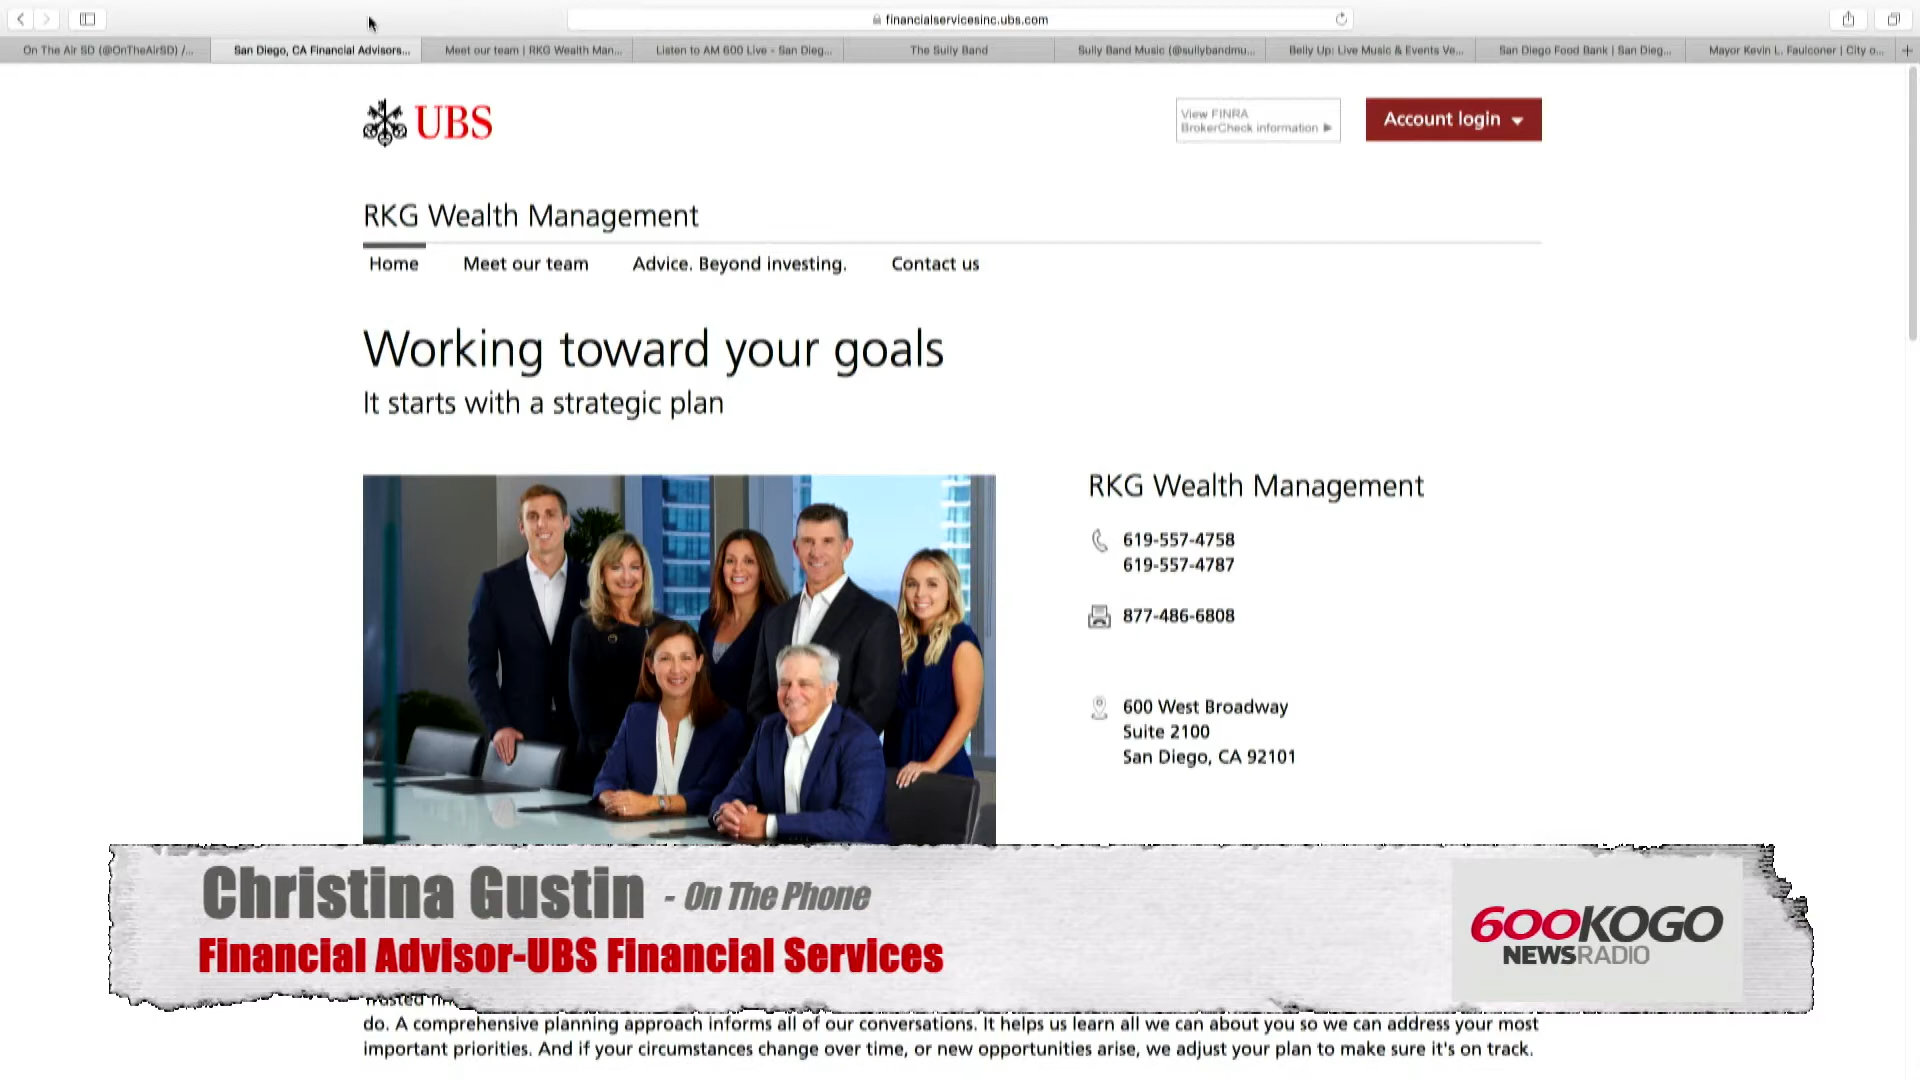 financialservicesinc.ubs.com
On The Air SD (@OnTheAirSD) /...
San Diego, CA Financial Advisors...
Meet our team | RKG Wealth Man...
Listen to AM 600 Live - San Dieg...
The Sully Band
Sully Band Music (@sullybandmu...
Belly Up: Live Music & Events Ve...
San Diego Food Bank | San Dieg...
Mayor Kevin L. Faulconer | City o...
UBS
View FINRA
BrokerCheck information
Account login
RKG Wealth Management
Home
Meet our team
Advice. Beyond investing.
Contact us
Working toward your goals
It starts with a strategic plan
RKG Wealth Management
619-557-4758
619-557-4787
877-486-6808
600 West Broadway
Suite 2100
San Diego, CA 92101
Christina Gustin - On The Phone
Financial Advisor-UBS Financial Services
600KOGO
NEWSRADIO
do. A comprehensive planning approach informs all of our conversations. It helps us learn all we can about you so we can address your most
important priorities. And if your circumstances change over time, or new opportunities arise, we adjust your plan to make sure it's on track.